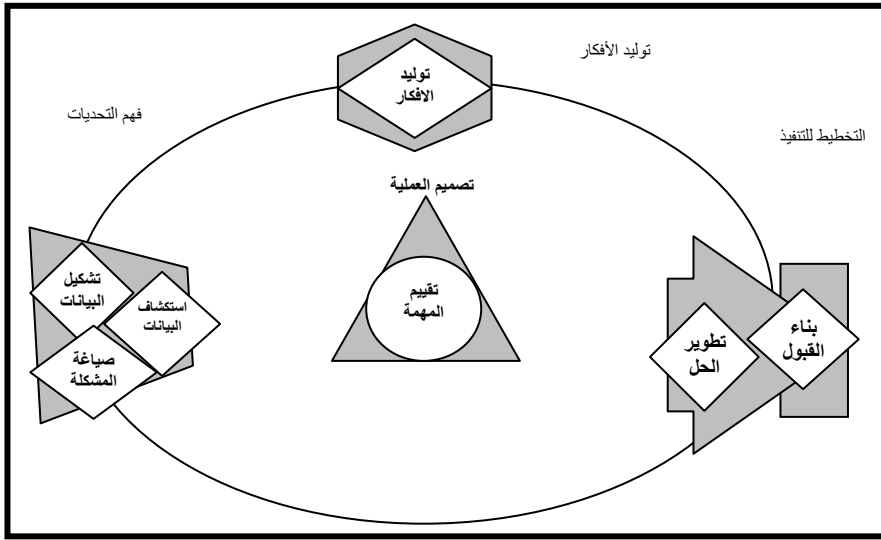 توليد الأفكار
توليد
الافكار
فهم التحديات
التخطيط للتنفيذ
تصميم العملية
تقييم
المهمة
تشكيل
البيانات
استكشاف
البيانات
صياغة
المشكلة
بناء
القبول
تطوير
الحل